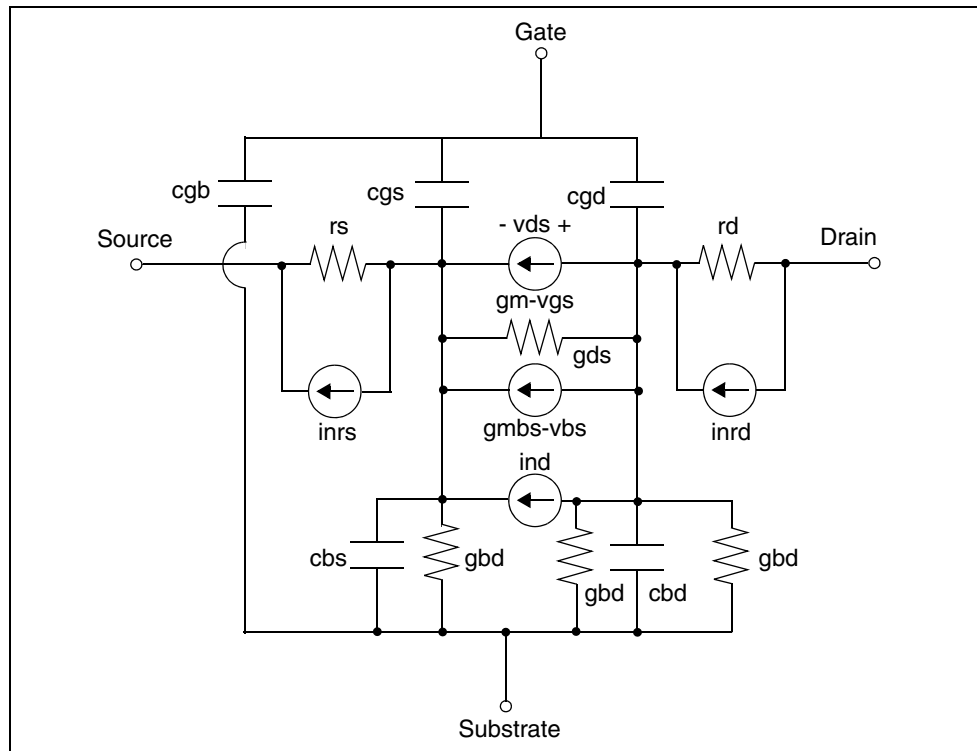 Gate
cgb
cgs
cgd
rs
- vds +
rd
Source
Drain
gm-vgs
gds
inrs
gmbs-vbs
inrd
ind
cbs
gbd
gbd
cbd
gbd
Substrate